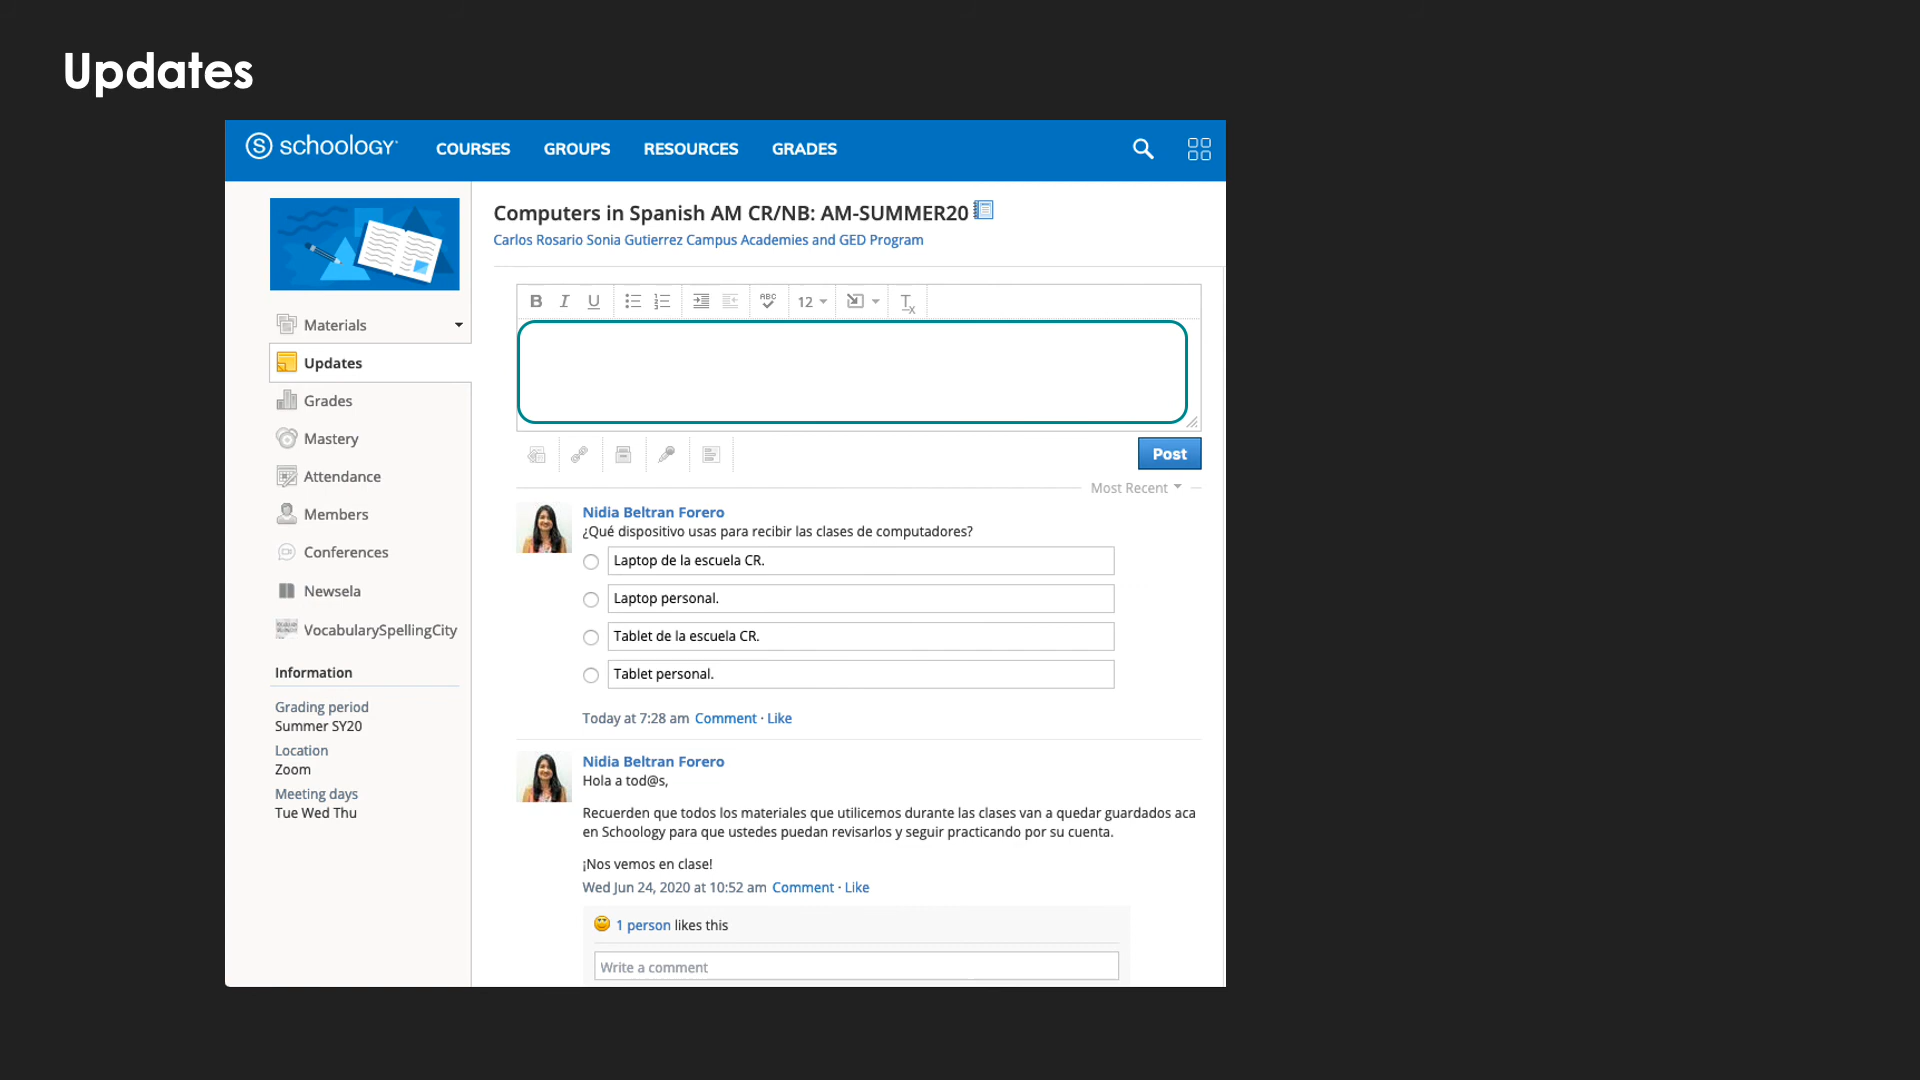 Updates
schoology
COURSES GROUPS RESOURCES GRADES
Computers in Spanish AM CR/NB: AM-SUMMER20
Carlos Rosario Sonia Gutierrez Campus Academies and GED Program
Materials
Updates
Grades
Mastery
Attendance
Members
Conferences
Newsela
VocabularySpellingCity
Information
Grading period
Summer SY20
Location
Zoom
Meeting days
Tue Wed Thu
B I U ABC 12 Tx
Post
Most Recent
Nidia Beltran Forero
¿Qué dispositivo usas para recibir las clases de computadores?
Laptop de la escuela CR.
Laptop personal.
Tablet de la escuela CR.
Tablet personal.
Today at 7:28 am Comment · Like
Nidia Beltran Forero
Hola a tod@s,
Recuerden que todos los materiales que utilicemos durante las clases van a quedar guardados aca
en Schoology para que ustedes puedan revisarlos y seguir practicando por su cuenta.
¡Nos vemos en clase!
Wed Jun 24, 2020 at 10:52 am Comment · Like
1 person likes this
Write a comment